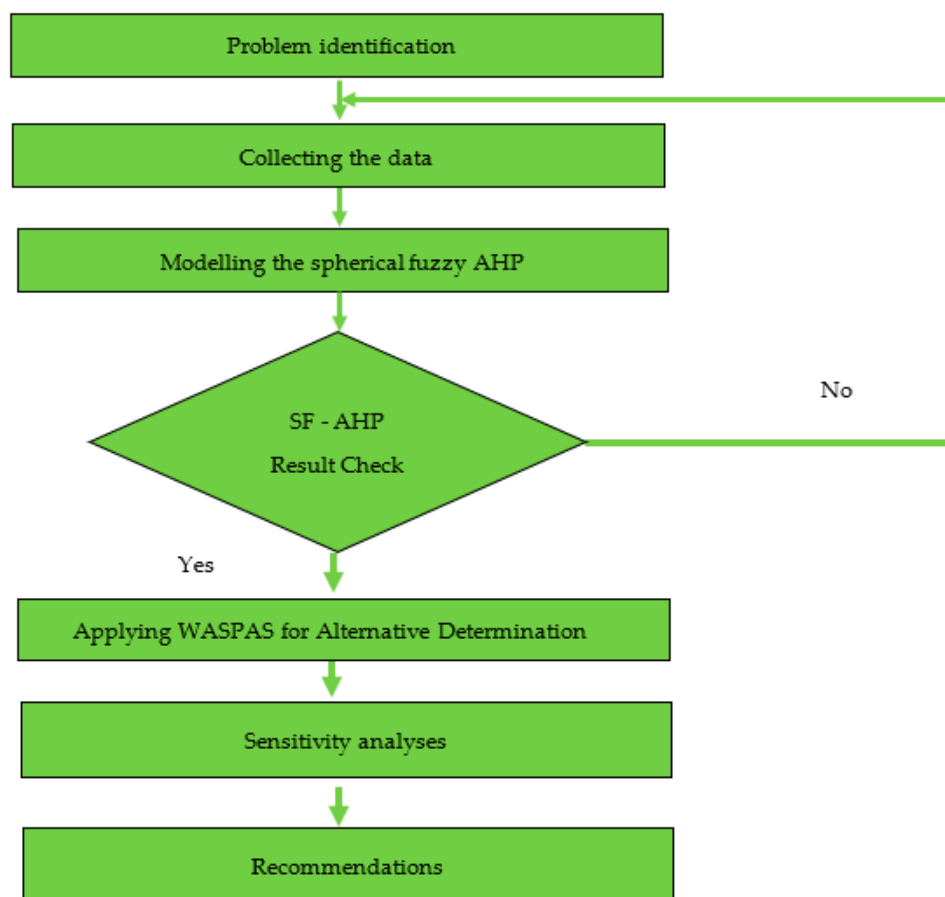 Problem identification
Collecting the data
Modelling the spherical fuzzy AHP
SF - AHP
Result Check
No
Yes
Applying WASPAS for Alternative Determination
Sensitivity analyses
Recommendations